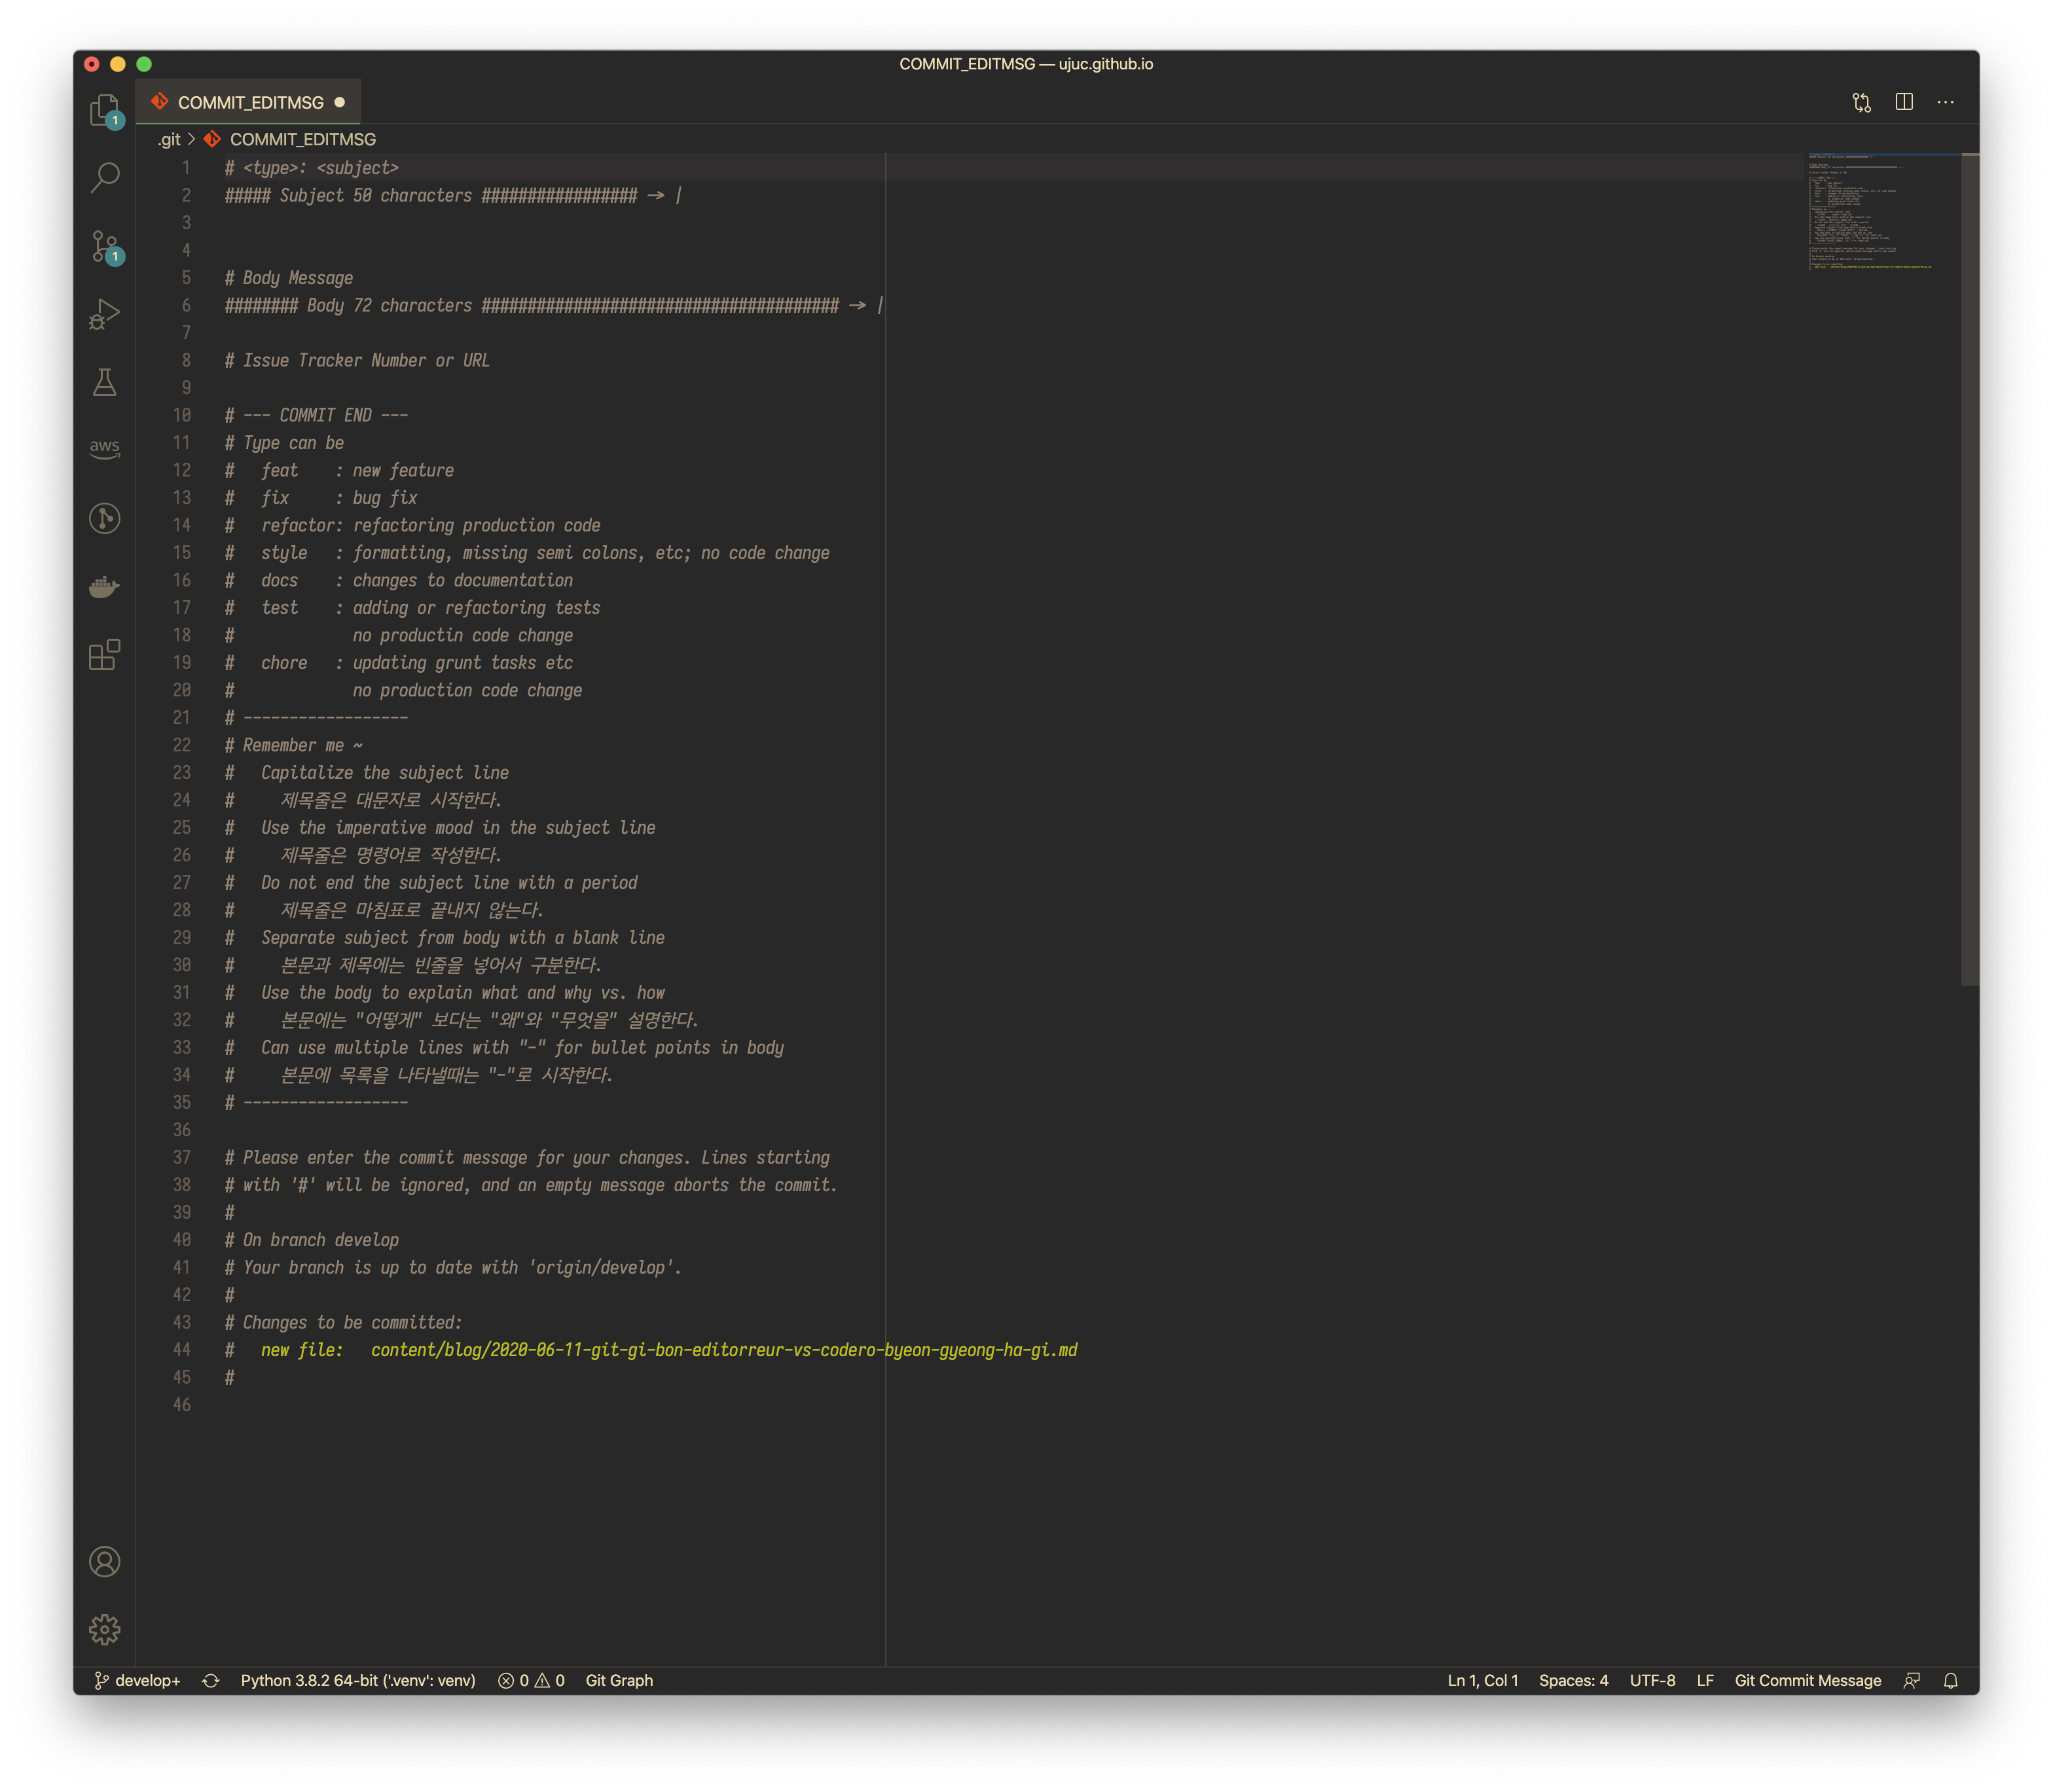 COMMIT_EDITMSG — ujuc.github.io
COMMIT_EDITMSG
.git > COMMIT_EDITMSG
1 # <type>: <subject>
2 ##### Subject 50 characters ################# -> |
3
4
5 # Body Message
6 ######## Body 72 characters ####################################### -> |
7
8 # Issue Tracker Number or URL
9
10 # --- COMMIT END ---
11 # Type can be
12 #   feat    : new feature
13 #   fix     : bug fix
14 #   refactor: refactoring production code
15 #   style   : formatting, missing semi colons, etc; no code change
16 #   docs    : changes to documentation
17 #   test    : adding or refactoring tests
18 #             no productin code change
19 #   chore   : updating grunt tasks etc
20 #             no production code change
21 # ------------------
22 # Remember me ~
23 #   Capitalize the subject line
24 #     제목줄은 대문자로 시작한다.
25 #   Use the imperative mood in the subject line
26 #     제목줄은 명령어로 작성한다.
27 #   Do not end the subject line with a period
28 #     제목줄은 마침표로 끝내지 않는다.
29 #   Separate subject from body with a blank line
30 #     본문과 제목에는 빈줄을 넣어서 구분한다.
31 #   Use the body to explain what and why vs. how
32 #     본문에는 "어떻게" 보다는 "왜"와 "무엇을" 설명한다.
33 #   Can use multiple lines with "-" for bullet points in body
34 #     본문에 목록을 나타낼때는 "-"로 시작한다.
35 # ------------------
36
37 # Please enter the commit message for your changes. Lines starting
38 # with '#' will be ignored, and an empty message aborts the commit.
39 #
40 # On branch develop
41 # Your branch is up to date with 'origin/develop'.
42 #
43 # Changes to be committed:
44 #   new file:   content/blog/2020-06-11-git-gi-bon-editorreur-vs-codero-byeon-gyeong-ha-gi.md
45 #
46
1
1
aws
develop+ Python 3.8.2 64-bit ('.venv': venv) 0 0 Git Graph Ln 1, Col 1 Spaces: 4 UTF-8 LF Git Commit Message